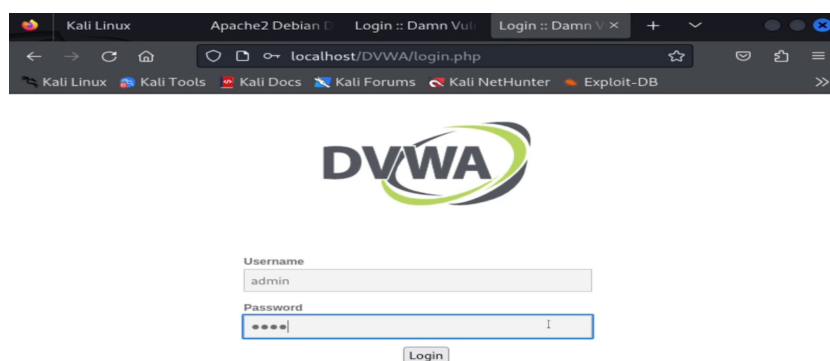 Kali Linux Apache2 Debian D Login :: Damn Vul Login :: Damn V
localhost/DVWA/login.php
Kali Linux Kali Tools Kali Docs Kali Forums Kali NetHunter Exploit-DB
DVWA
Username
admin
Password
••••
Login